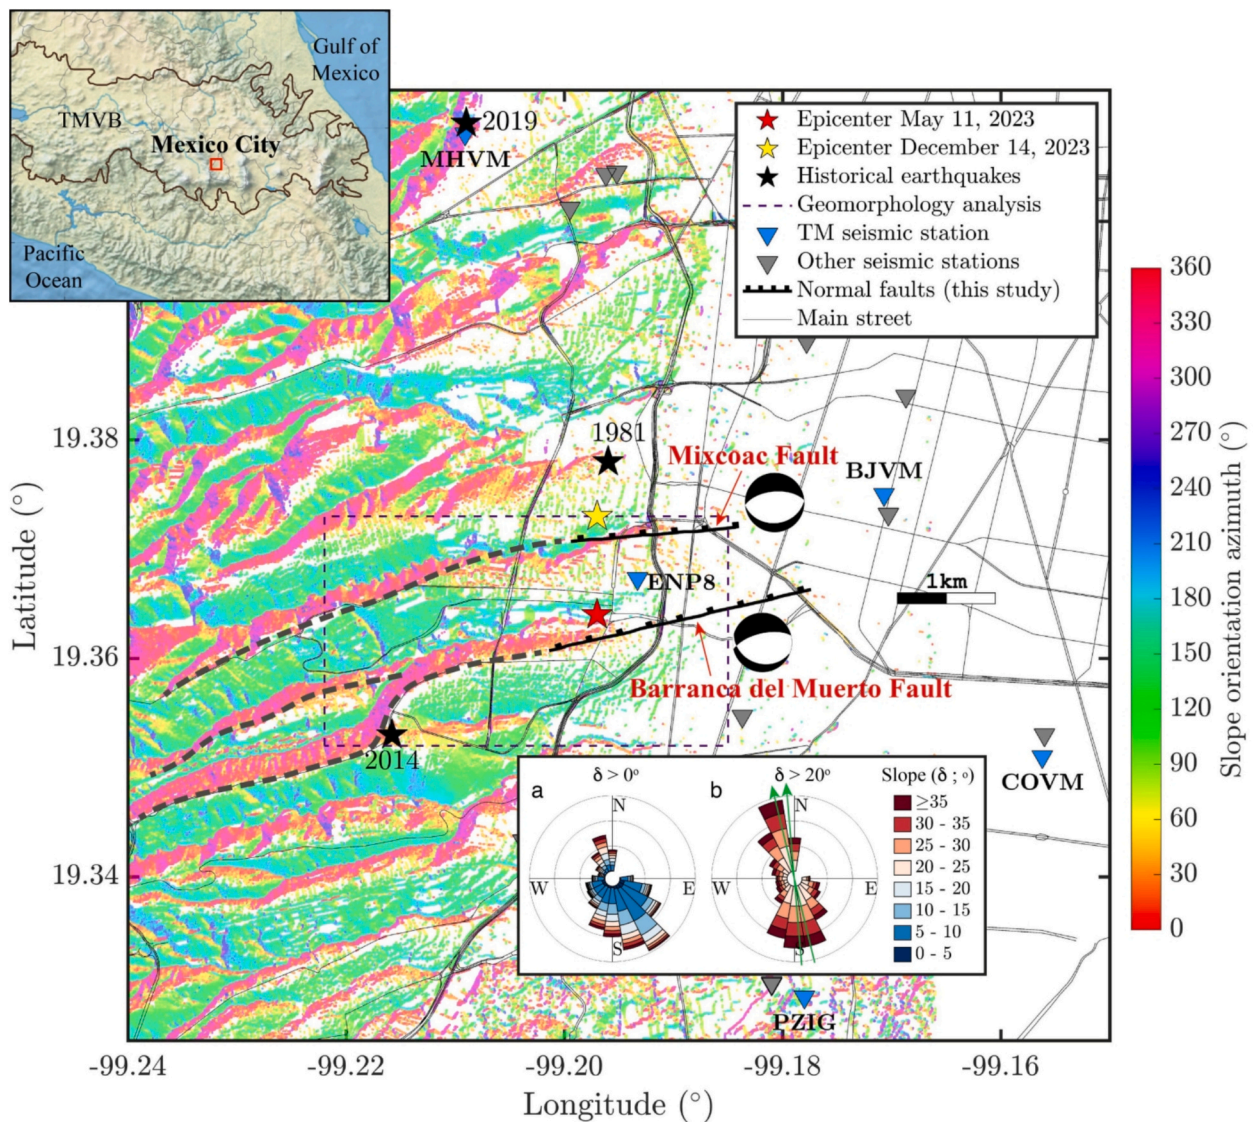 Gulf of
Mexico
TMVB
Mexico City
Pacific
Ocean
2019
MHVM
Epicenter May 11, 2023
Epicenter December 14, 2023
Historical earthquakes
Geomorphology analysis
TM seismic station
Other seismic stations
Normal faults (this study)
Main street
1981
Mixcoac Fault
BJVM
ENP8
1km
Barranca del Muerto Fault
2014
COVM
PZIG
a
δ > 0°
N
W
E
S
b
δ > 20°
N
W
E
S
Slope (δ ; °)
≥35
30 - 35
25 - 30
20 - 25
15 - 20
10 - 15
5 - 10
0 - 5
19.38
19.36
19.34
Latitude (°)
-99.24
-99.22
-99.20
-99.18
-99.16
Longitude (°)
360
330
300
270
240
210
180
150
120
90
60
30
0
Slope orientation azimuth (°)